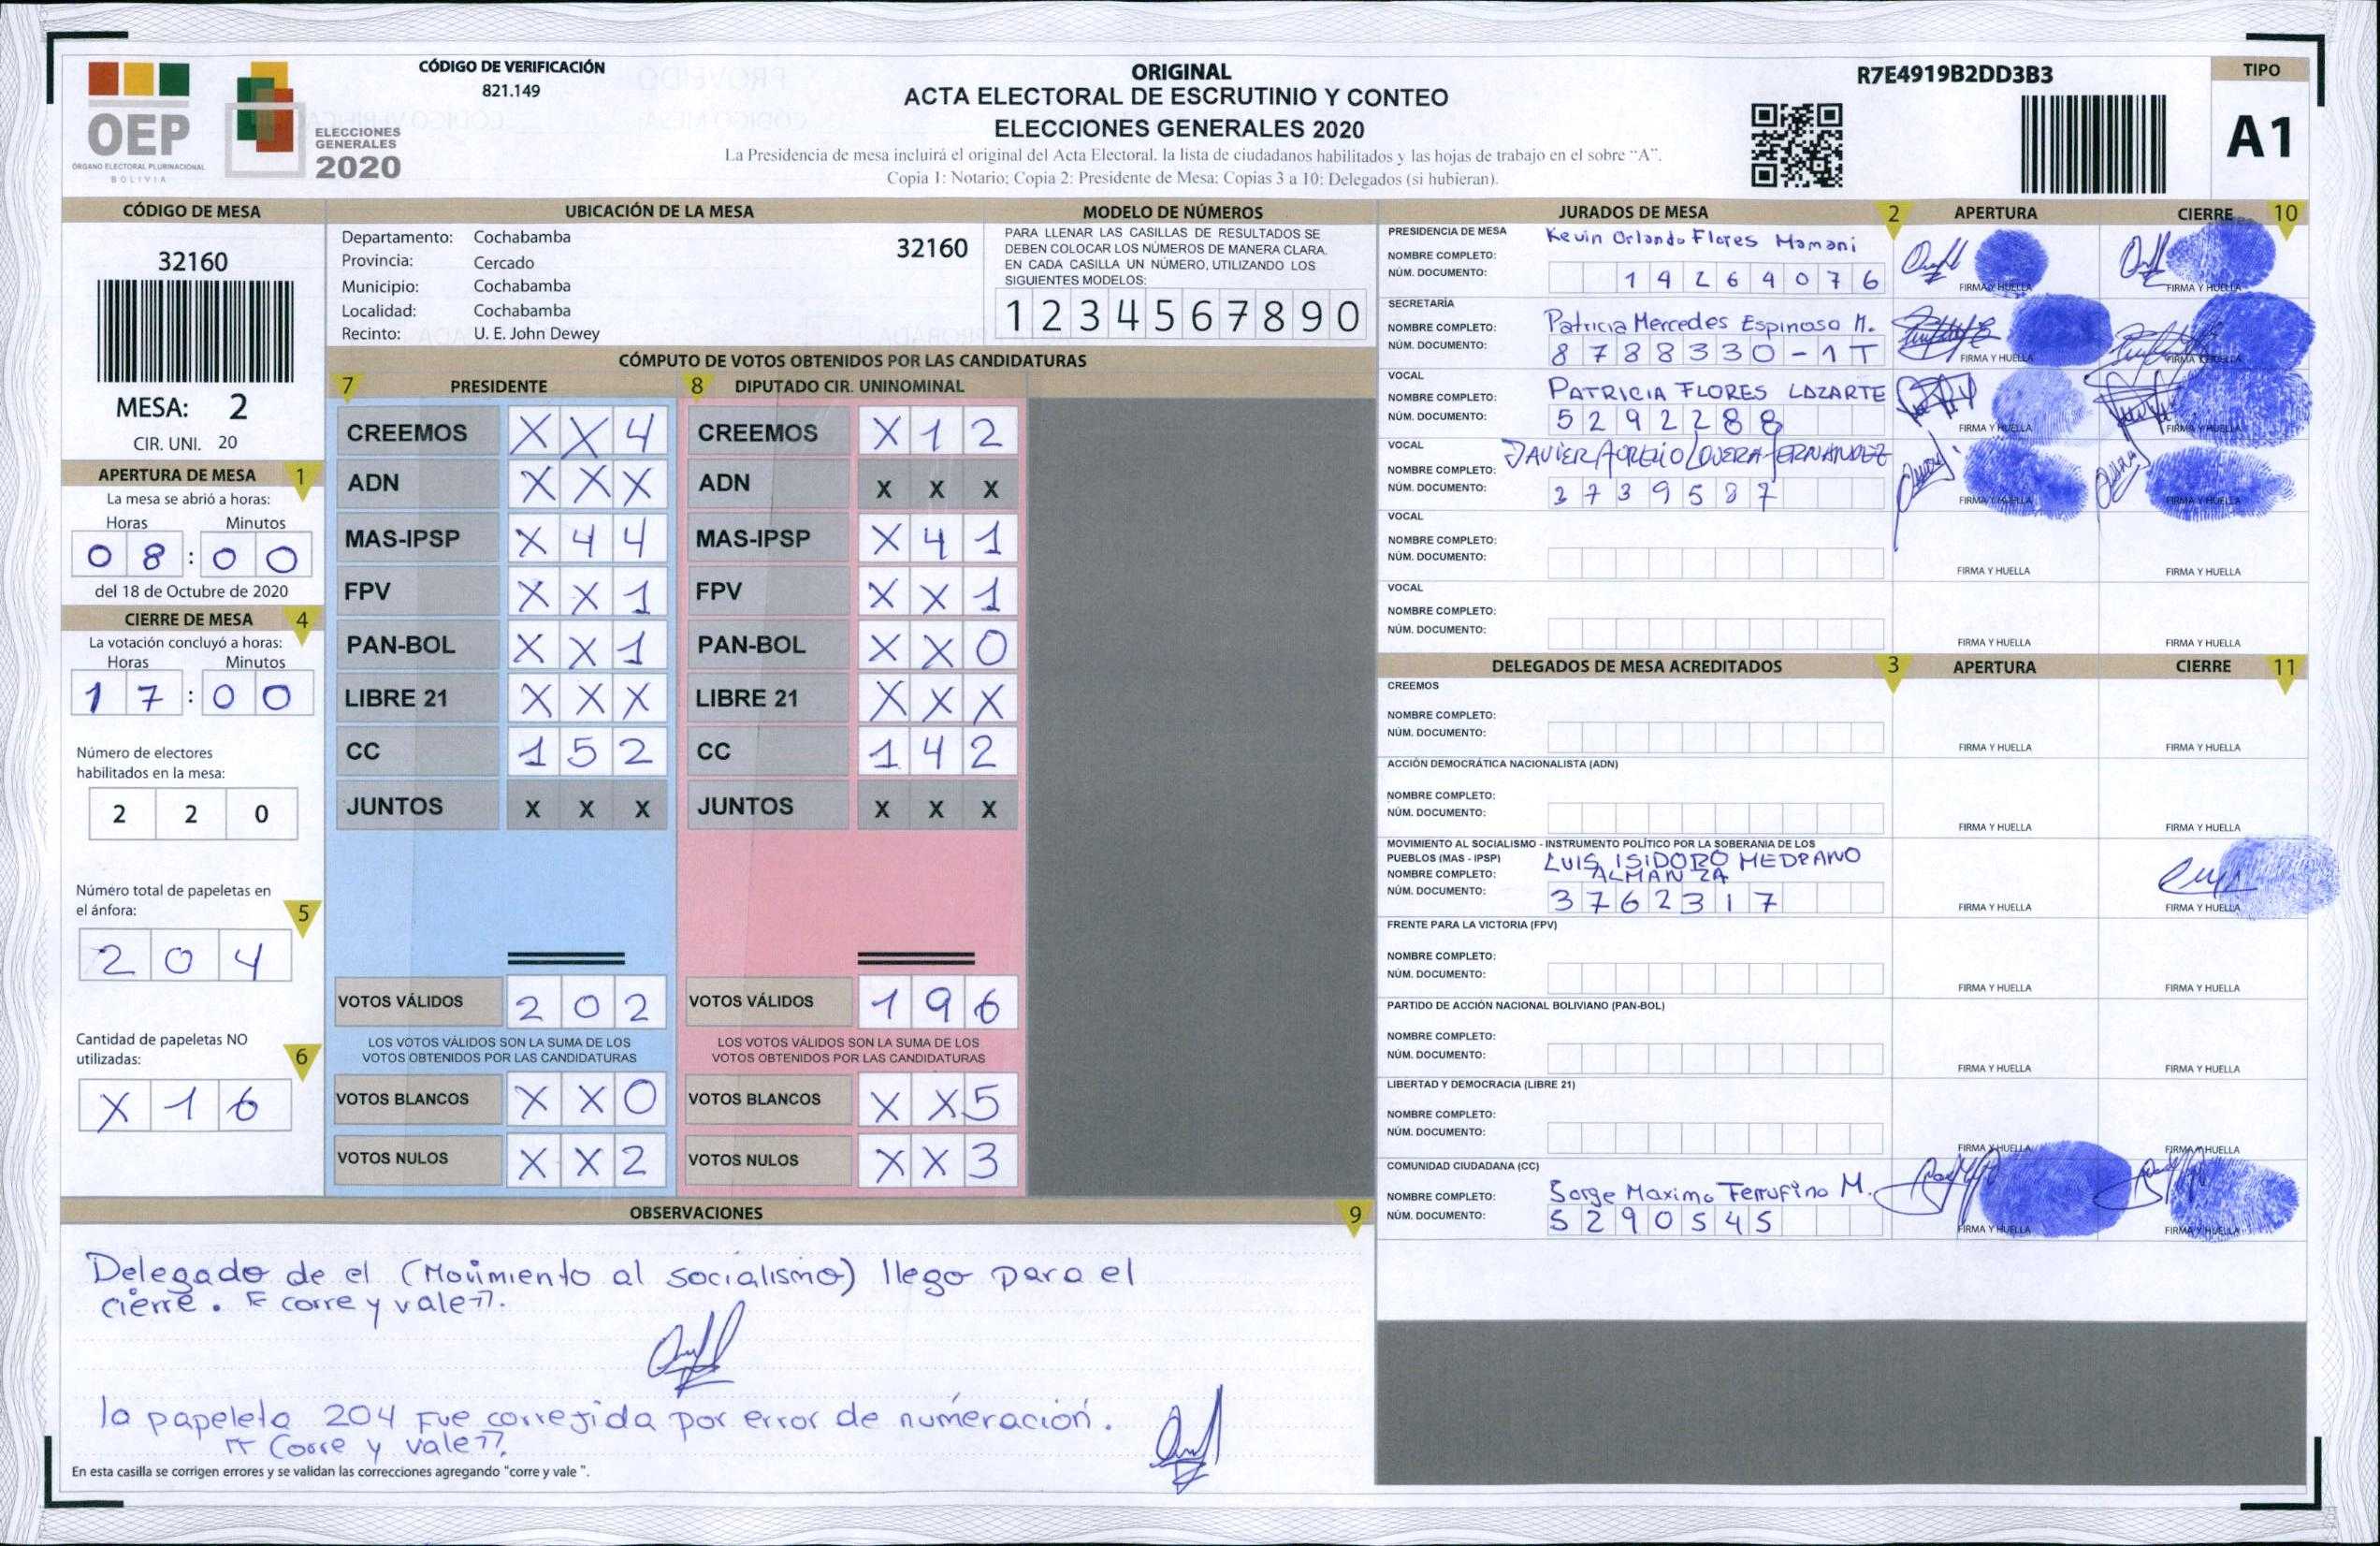 OEP
ÓRGANO ELECTORAL PLURINACIONAL
BOLIVIA
ELECCIONES
GENERALES
2020
CÓDIGO DE VERIFICACIÓN
821.149
ORIGINAL
ACTA ELECTORAL DE ESCRUTINIO Y CONTEO
ELECCIONES GENERALES 2020
La Presidencia de mesa incluirá el original del Acta Electoral, la lista de ciudadanos habilitados y las hojas de trabajo en el sobre "A".
Copia 1: Notario; Copia 2: Presidente de Mesa; Copias 3 a 10: Delegados (si hubieran).
R7E4919B2DD3B3
TIPO
A1
CÓDIGO DE MESA
32160
MESA: 2
CIR. UNI. 20
APERTURA DE MESA 1
La mesa se abrió a horas:
Horas Minutos
0 8 : 0 0
del 18 de Octubre de 2020
CIERRE DE MESA 4
La votación concluyó a horas:
Horas Minutos
1 7 : 0 0
Número de electores
habilitados en la mesa:
2 2 0
Número total de papeletas en
el ánfora: 5
2 0 4
Cantidad de papeletas NO
utilizadas: 6
X 1 6
UBICACIÓN DE LA MESA
Departamento: Cochabamba
Provincia: Cercado
Municipio: Cochabamba
Localidad: Cochabamba
Recinto: U. E. John Dewey
32160
MODELO DE NÚMEROS
PARA LLENAR LAS CASILLAS DE RESULTADOS SE
DEBEN COLOCAR LOS NÚMEROS DE MANERA CLARA.
EN CADA CASILLA UN NÚMERO, UTILIZANDO LOS
SIGUIENTES MODELOS:
1 2 3 4 5 6 7 8 9 0
CÓMPUTO DE VOTOS OBTENIDOS POR LAS CANDIDATURAS
7 PRESIDENTE
CREEMOS X X 4
ADN X X X
MAS-IPSP X 4 4
FPV X X 1
PAN-BOL X X 1
LIBRE 21 X X X
CC 1 5 2
JUNTOS X X X
VOTOS VÁLIDOS 2 0 2
LOS VOTOS VÁLIDOS SON LA SUMA DE LOS
VOTOS OBTENIDOS POR LAS CANDIDATURAS
VOTOS BLANCOS X X 0
VOTOS NULOS X X 2
8 DIPUTADO CIR. UNINOMINAL
CREEMOS X 1 2
ADN X X X
MAS-IPSP X 4 1
FPV X X 1
PAN-BOL X X 0
LIBRE 21 X X X
CC 1 4 2
JUNTOS X X X
VOTOS VÁLIDOS 1 9 6
LOS VOTOS VÁLIDOS SON LA SUMA DE LOS
VOTOS OBTENIDOS POR LAS CANDIDATURAS
VOTOS BLANCOS X X 5
VOTOS NULOS X X 3
OBSERVACIONES 9
Delegado de el (Movimiento al socialismo) llego para el
cierre. "corre y vale".
la papeleta 204 fue correjida por error de numeración.
"Corre y vale"
En esta casilla se corrigen errores y se validan las correcciones agregando "corre y vale ".
JURADOS DE MESA 2 APERTURA CIERRE 10
PRESIDENCIA DE MESA
NOMBRE COMPLETO: Kevin Orlando Flores Mamani
NÚM. DOCUMENTO: 1 4 2 6 4 0 7 6
FIRMA Y HUELLA FIRMA Y HUELLA
SECRETARÍA
NOMBRE COMPLETO: Patricia Mercedes Espinosa M.
NÚM. DOCUMENTO: 8 7 8 8 3 3 0 - 1 T
FIRMA Y HUELLA FIRMA Y HUELLA
VOCAL
NOMBRE COMPLETO: PATRICIA FLORES LAZARTE
NÚM. DOCUMENTO: 5 2 9 2 2 8 8
FIRMA Y HUELLA FIRMA Y HUELLA
VOCAL
NOMBRE COMPLETO: JAVIER AURELIO LOVERA FERNANDEZ
NÚM. DOCUMENTO: 2 7 3 9 5 8 7
FIRMA Y HUELLA FIRMA Y HUELLA
VOCAL
NOMBRE COMPLETO:
NÚM. DOCUMENTO:
FIRMA Y HUELLA FIRMA Y HUELLA
VOCAL
NOMBRE COMPLETO:
NÚM. DOCUMENTO:
FIRMA Y HUELLA FIRMA Y HUELLA
DELEGADOS DE MESA ACREDITADOS 3 APERTURA CIERRE 11
CREEMOS
NOMBRE COMPLETO:
NÚM. DOCUMENTO:
FIRMA Y HUELLA FIRMA Y HUELLA
ACCIÓN DEMOCRÁTICA NACIONALISTA (ADN)
NOMBRE COMPLETO:
NÚM. DOCUMENTO:
FIRMA Y HUELLA FIRMA Y HUELLA
MOVIMIENTO AL SOCIALISMO - INSTRUMENTO POLÍTICO POR LA SOBERANIA DE LOS
PUEBLOS (MAS - IPSP) LUIS ISIDORO MEDRANO
NOMBRE COMPLETO: ALMANZA
NÚM. DOCUMENTO: 3 7 6 2 3 1 7
FIRMA Y HUELLA FIRMA Y HUELLA
FRENTE PARA LA VICTORIA (FPV)
NOMBRE COMPLETO:
NÚM. DOCUMENTO:
FIRMA Y HUELLA FIRMA Y HUELLA
PARTIDO DE ACCIÓN NACIONAL BOLIVIANO (PAN-BOL)
NOMBRE COMPLETO:
NÚM. DOCUMENTO:
FIRMA Y HUELLA FIRMA Y HUELLA
LIBERTAD Y DEMOCRACIA (LIBRE 21)
NOMBRE COMPLETO:
NÚM. DOCUMENTO:
FIRMA Y HUELLA FIRMA Y HUELLA
COMUNIDAD CIUDADANA (CC)
NOMBRE COMPLETO: Jorge Maximo Ferrufino M.
NÚM. DOCUMENTO: 5 2 9 0 5 4 5
FIRMA Y HUELLA FIRMA Y HUELLA